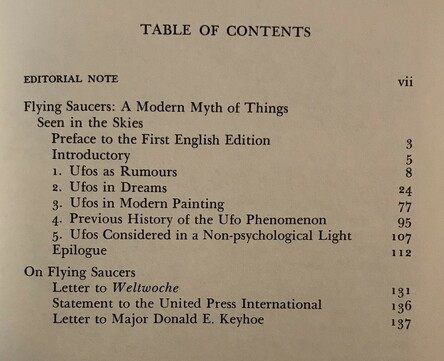 TABLE OF CONTENTS
EDITORIAL NOTE vii
Flying Saucers: A Modern Myth of Things
Seen in the Skies
Preface to the First English Edition 3
Introductory 5
1. Ufos as Rumours 8
2. Ufos in Dreams 24
3. Ufos in Modern Painting 77
4. Previous History of the Ufo Phenomenon 95
5. Ufos Considered in a Non-psychological Light 107
Epilogue 112
On Flying Saucers
Letter to Weltwoche 131
Statement to the United Press International 136
Letter to Major Donald E. Keyhoe 137